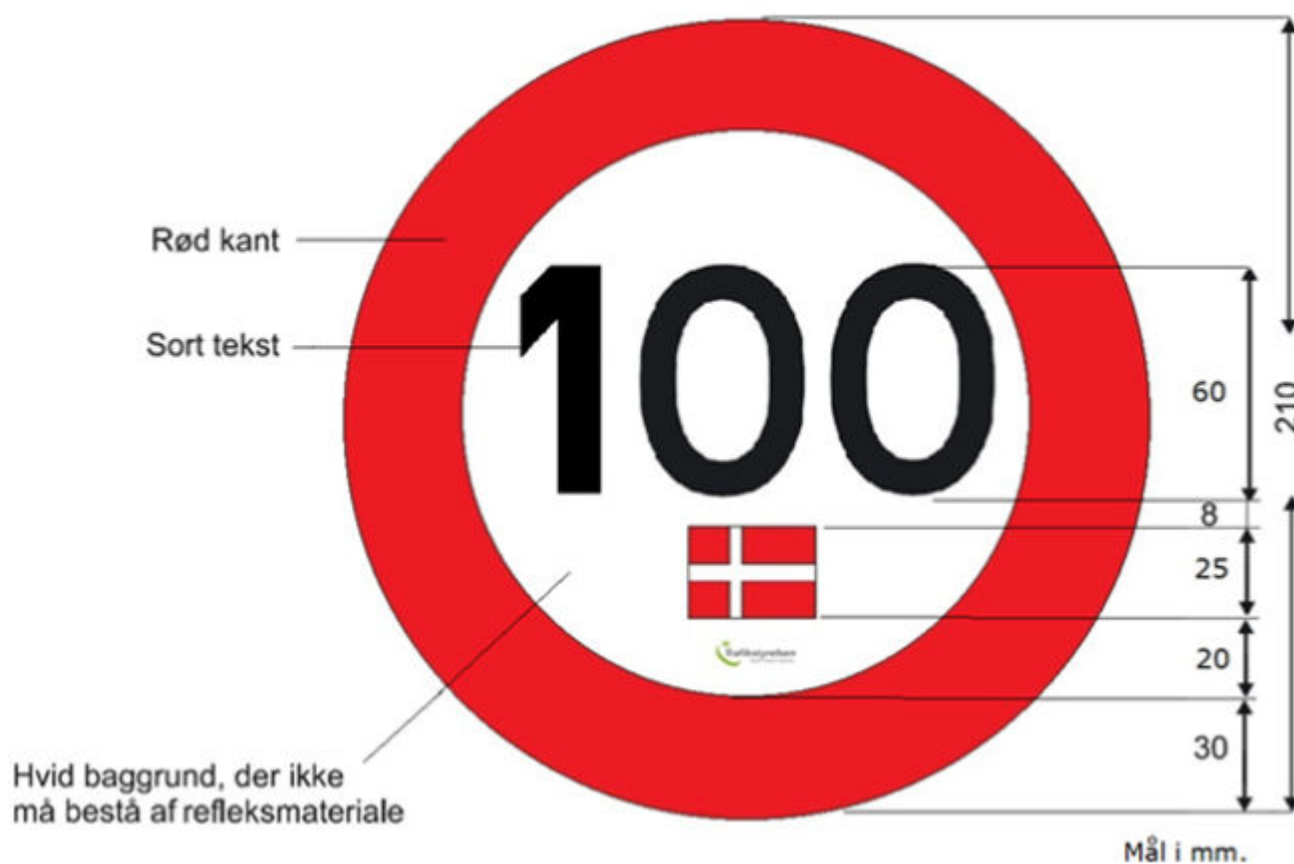 Rød kant
Sort tekst
100
60
210
8
25
20
30
Trafikstyrelsen
Hvid baggrund, der ikke
må bestå af refleksmateriale
Mål i mm.